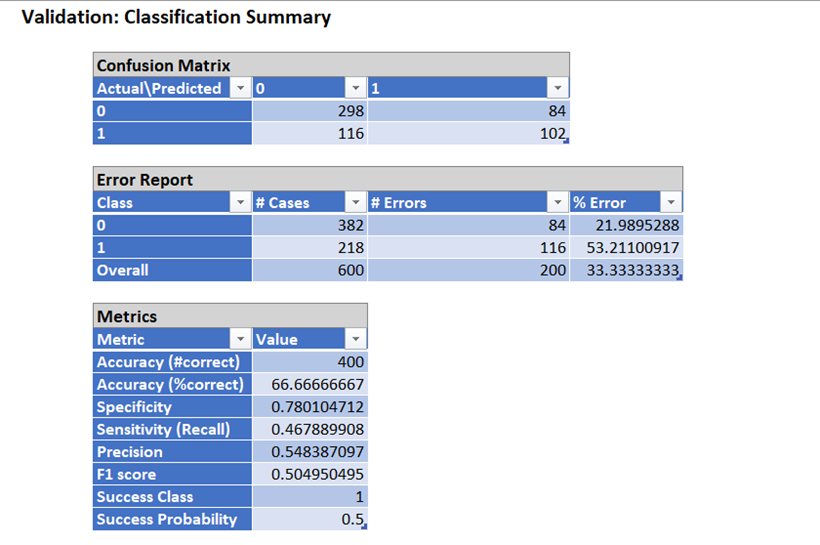 Validation: Classification Summary
Confusion Matrix
Actual\Predicted 0 1
0 298 84
1 116 102
Error Report
Class # Cases # Errors % Error
0 382 84 21.9895288
1 218 116 53.21100917
Overall 600 200 33.33333333
Metrics
Metric Value
Accuracy (#correct) 400
Accuracy (%correct) 66.66666667
Specificity 0.780104712
Sensitivity (Recall) 0.467889908
Precision 0.548387097
F1 score 0.504950495
Success Class 1
Success Probability 0.5